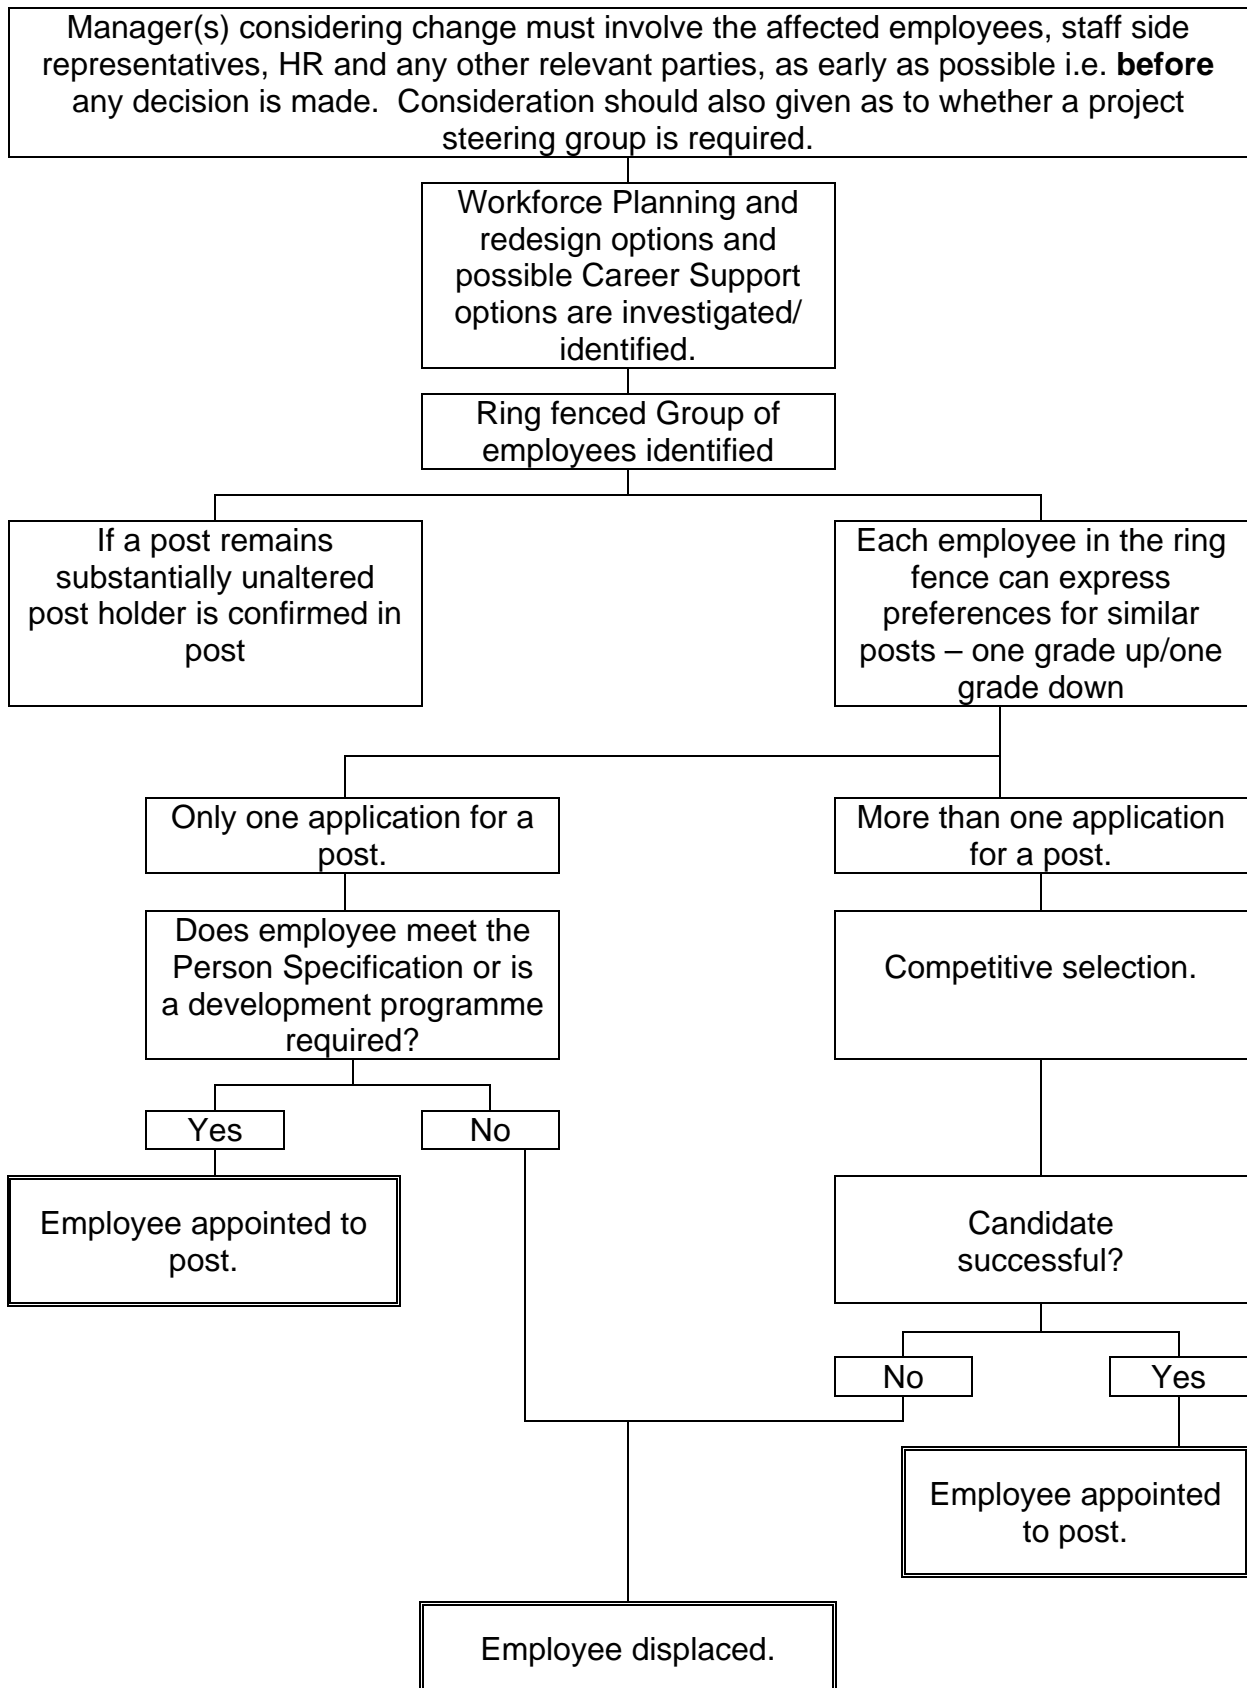 Manager(s) considering change must involve the affected employees, staff side
representatives, HR and any other relevant parties, as early as possible i.e. before
any decision is made.  Consideration should also given as to whether a project
steering group is required.
Workforce Planning and
redesign options and
possible Career Support
options are investigated/
identified.
Ring fenced Group of
employees identified
If a post remains
substantially unaltered
post holder is confirmed in
post
Each employee in the ring
fence can express
preferences for similar
posts – one grade up/one
grade down
Only one application for a
post.
More than one application
for a post.
Does employee meet the
Person Specification or is
a development programme
required?
Competitive selection.
Yes
No
Employee appointed to
post.
Candidate
successful?
No
Yes
Employee appointed
to post.
Employee displaced.